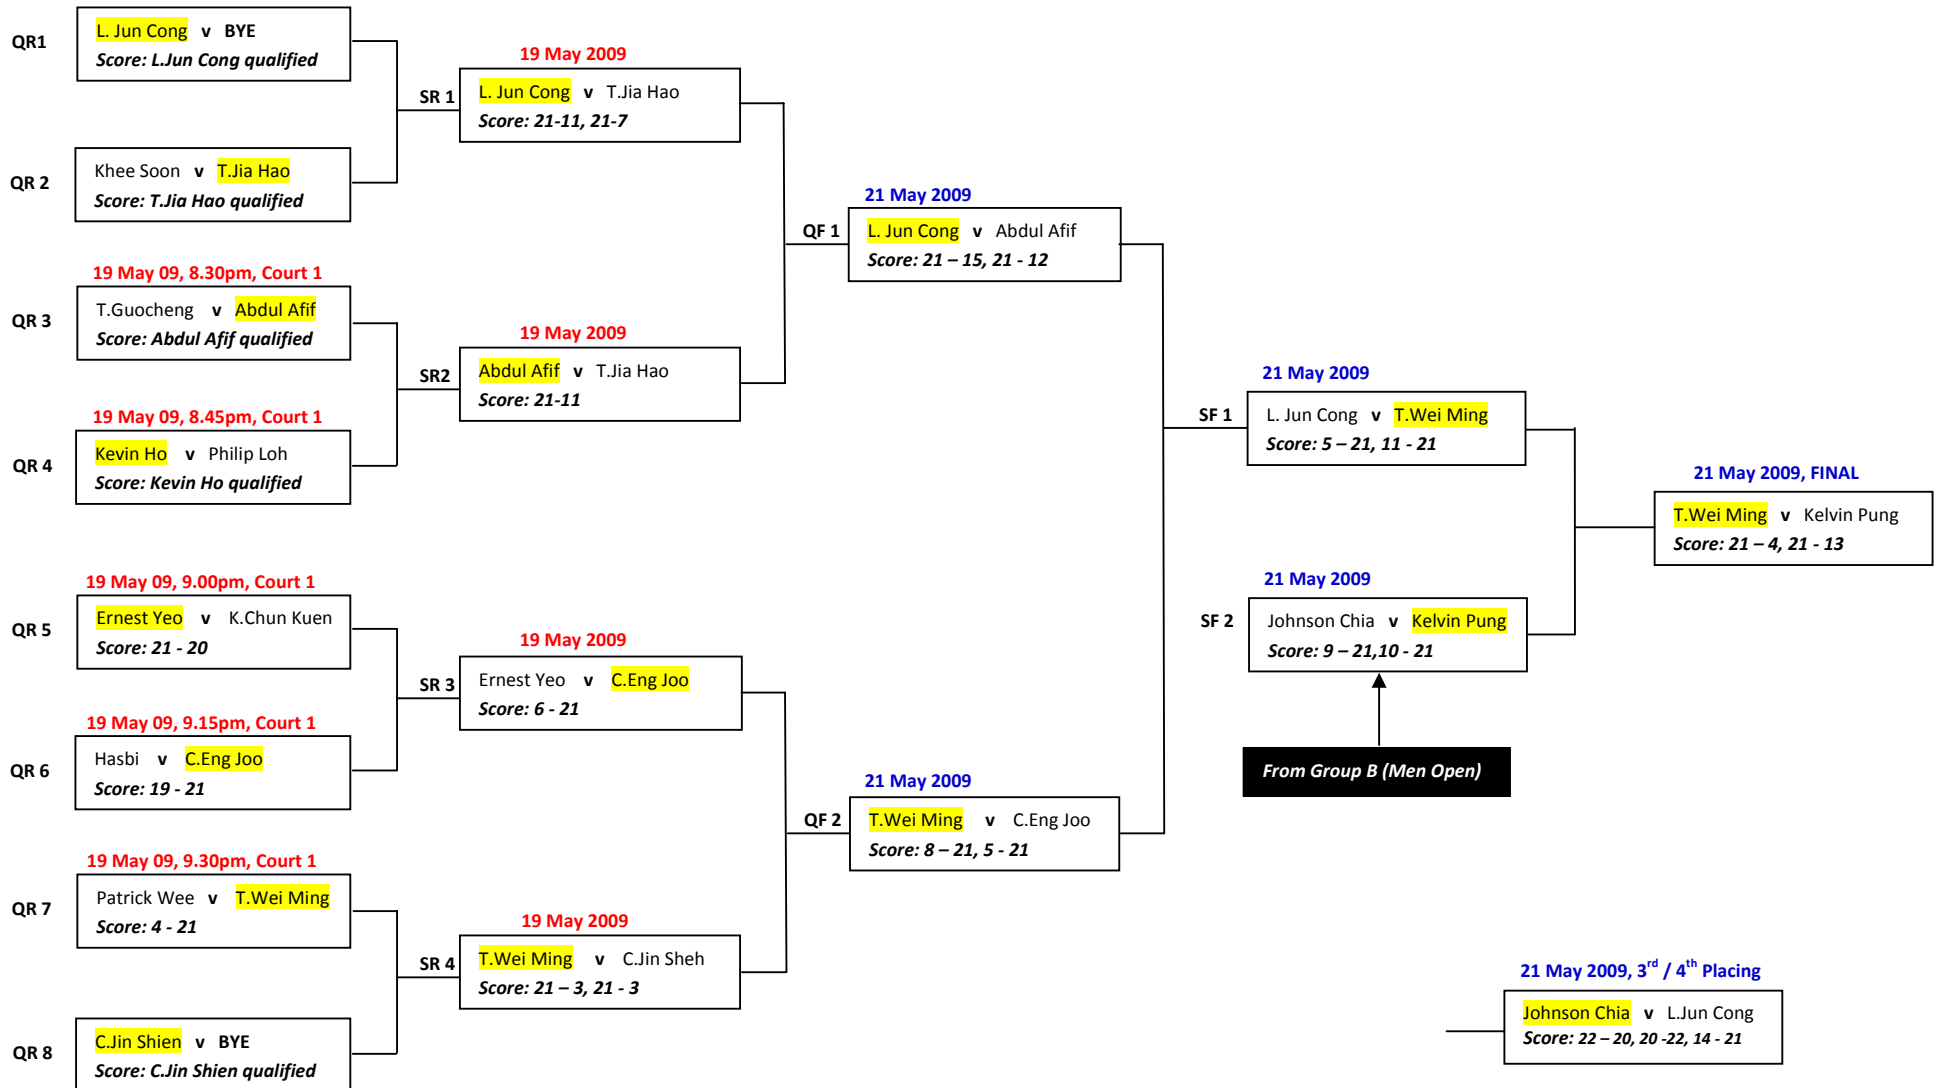 QR1
L. Jun Cong v BYE
Score: L.Jun Cong qualified
QR 2
Khee Soon v T.Jia Hao
Score: T.Jia Hao qualified
19 May 09, 8.30pm, Court 1
QR 3
T.Guocheng v Abdul Afif
Score: Abdul Afif qualified
19 May 09, 8.45pm, Court 1
QR 4
Kevin Ho v Philip Loh
Score: Kevin Ho qualified
19 May 09, 9.00pm, Court 1
QR 5
Ernest Yeo v K.Chun Kuen
Score: 21 - 20
19 May 09, 9.15pm, Court 1
QR 6
Hasbi v C.Eng Joo
Score: 19 - 21
19 May 09, 9.30pm, Court 1
QR 7
Patrick Wee v T.Wei Ming
Score: 4 - 21
QR 8
C.Jin Shien v BYE
Score: C.Jin Shien qualified
19 May 2009
SR 1
L. Jun Cong v T.Jia Hao
Score: 21-11, 21-7
19 May 2009
SR2
Abdul Afif v T.Jia Hao
Score: 21-11
19 May 2009
SR 3
Ernest Yeo v C.Eng Joo
Score: 6 - 21
19 May 2009
SR 4
T.Wei Ming v C.Jin Sheh
Score: 21 – 3, 21 - 3
21 May 2009
QF 1
L. Jun Cong v Abdul Afif
Score: 21 – 15, 21 - 12
21 May 2009
QF 2
T.Wei Ming v C.Eng Joo
Score: 8 – 21, 5 - 21
21 May 2009
SF 1
L. Jun Cong v T.Wei Ming
Score: 5 – 21, 11 - 21
21 May 2009
SF 2
Johnson Chia v Kelvin Pung
Score: 9 – 21,10 - 21
From Group B (Men Open)
21 May 2009, FINAL
T.Wei Ming v Kelvin Pung
Score: 21 – 4, 21 - 13
21 May 2009, 3rd / 4th Placing
Johnson Chia v L.Jun Cong
Score: 22 – 20, 20 -22, 14 - 21